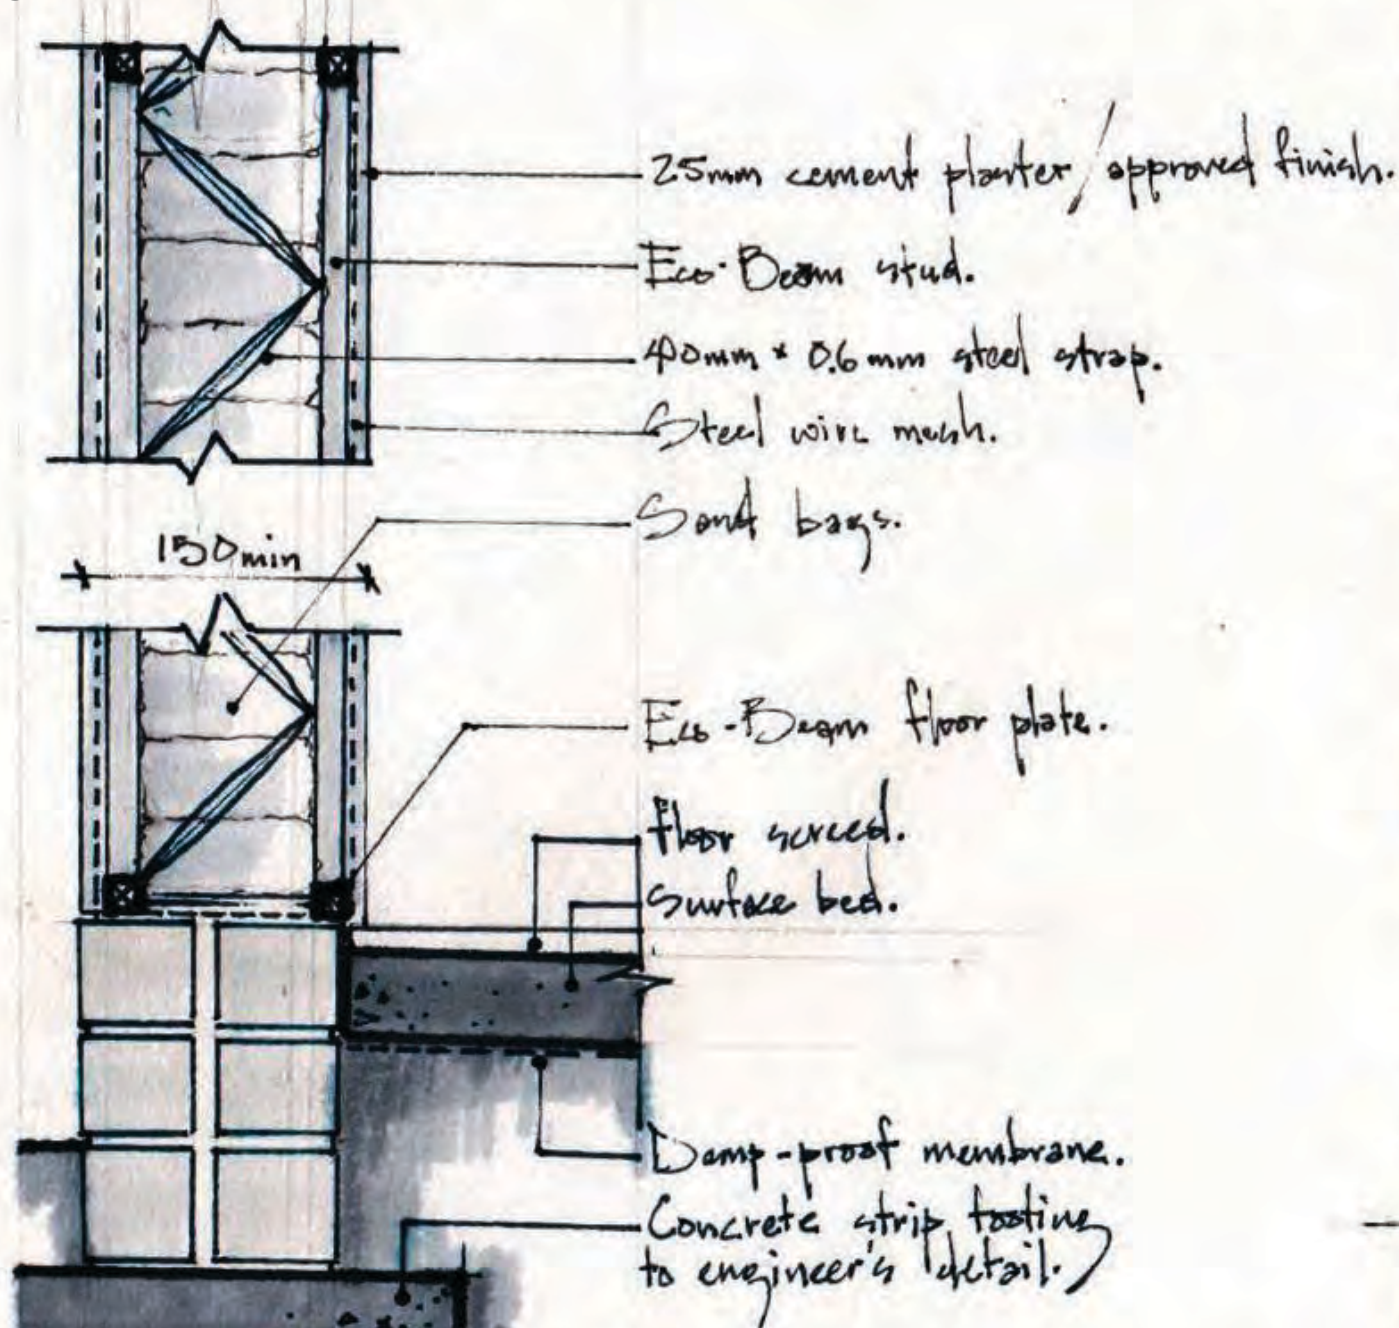 25mm cement plaster/approved finish.
Eco-Beam stud.
40mm x 0.6mm steel strap.
Steel wire mesh.
Sand bags.
150min
Eco-Beam floor plate.
floor screed.
Surface bed.
Damp-proof membrane.
Concrete strip footing
to engineer's detail.